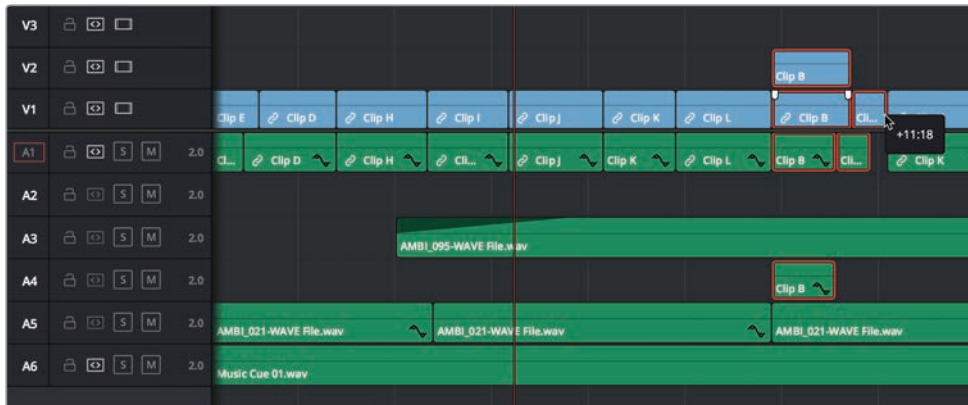 V3
V2
Clip B
V1
Clip E Clip D Clip H Clip I Clip J Clip K Clip L Clip B Cli...
+11:18
A1 S M 2.0 Cl... Clip D Clip H Cli... Clip J Clip K Clip L Clip B Cli... Clip K
A2 S M 2.0
A3 S M 2.0 AMBI_095-WAVE File.wav
A4 S M 2.0 Clip B
A5 S M 2.0 AMBI_021-WAVE File.wav AMBI_021-WAVE File.wav AMBI_021-WAVE File.wav
A6 S M 2.0 Music Cue 01.wav